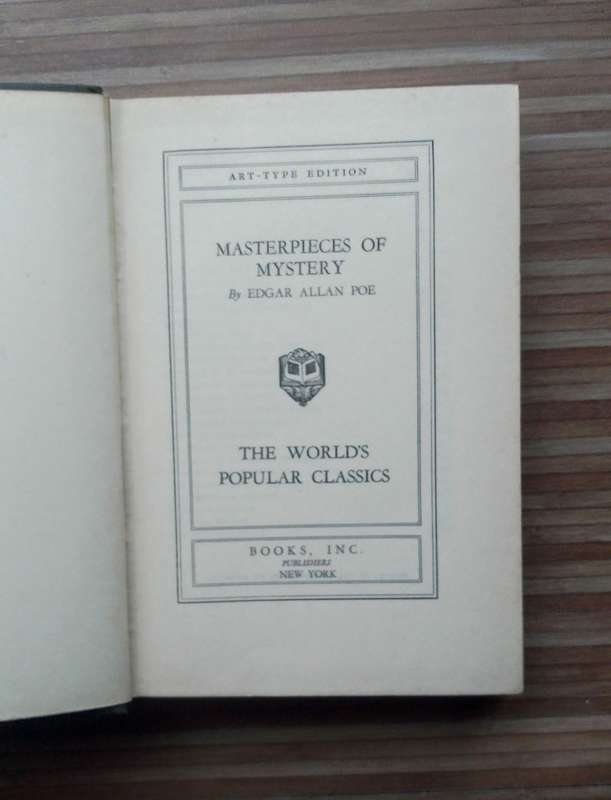 ART-TYPE EDITION
MASTERPIECES OF
MYSTERY
By EDGAR ALLAN POE
THE WORLD'S
POPULAR CLASSICS
BOOKS, INC.
PUBLISHERS
NEW YORK